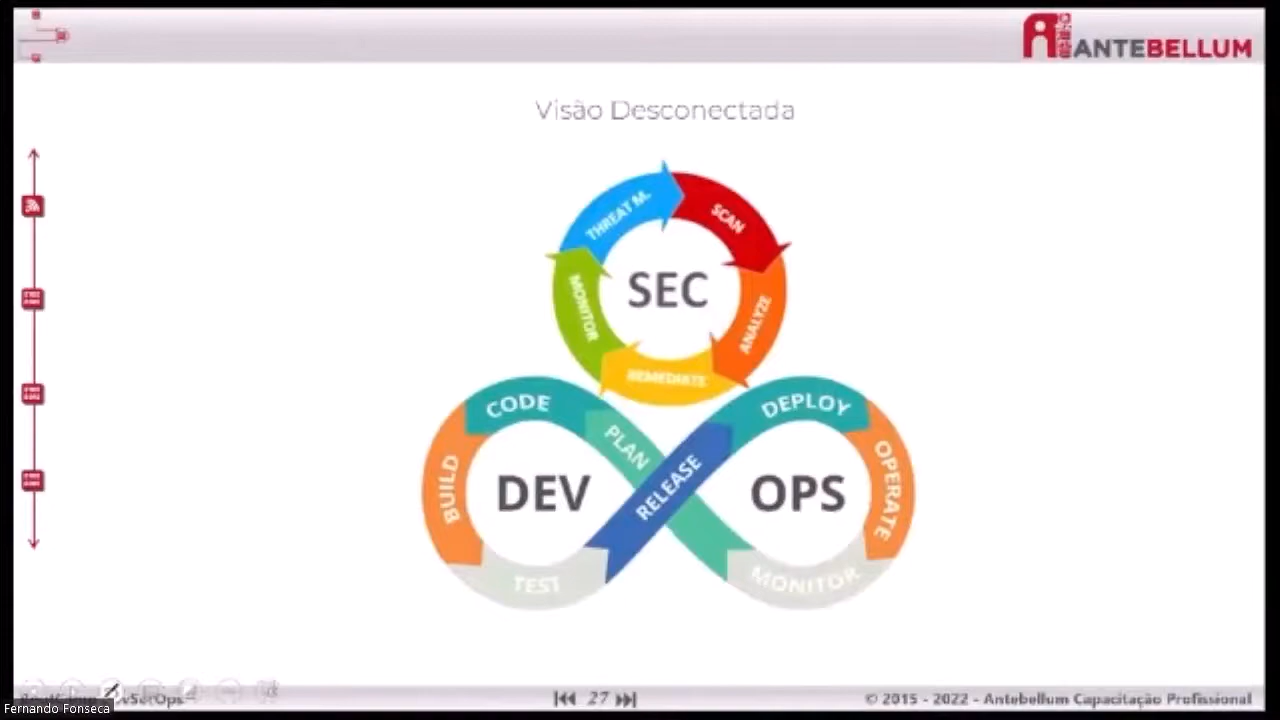 ANTEBELLUM
Visão Desconectada
THREAT M.
SCAN
SEC
MONITOR
ANALYZE
REMEDIATE
CODE
DEPLOY
PLAN
BUILD
DEV
RELEASE
OPS
OPERATE
TEST
MONITOR
27
© 2015 - 2022 - Antebellum Capacitação Profissional
Fernando Fonseca